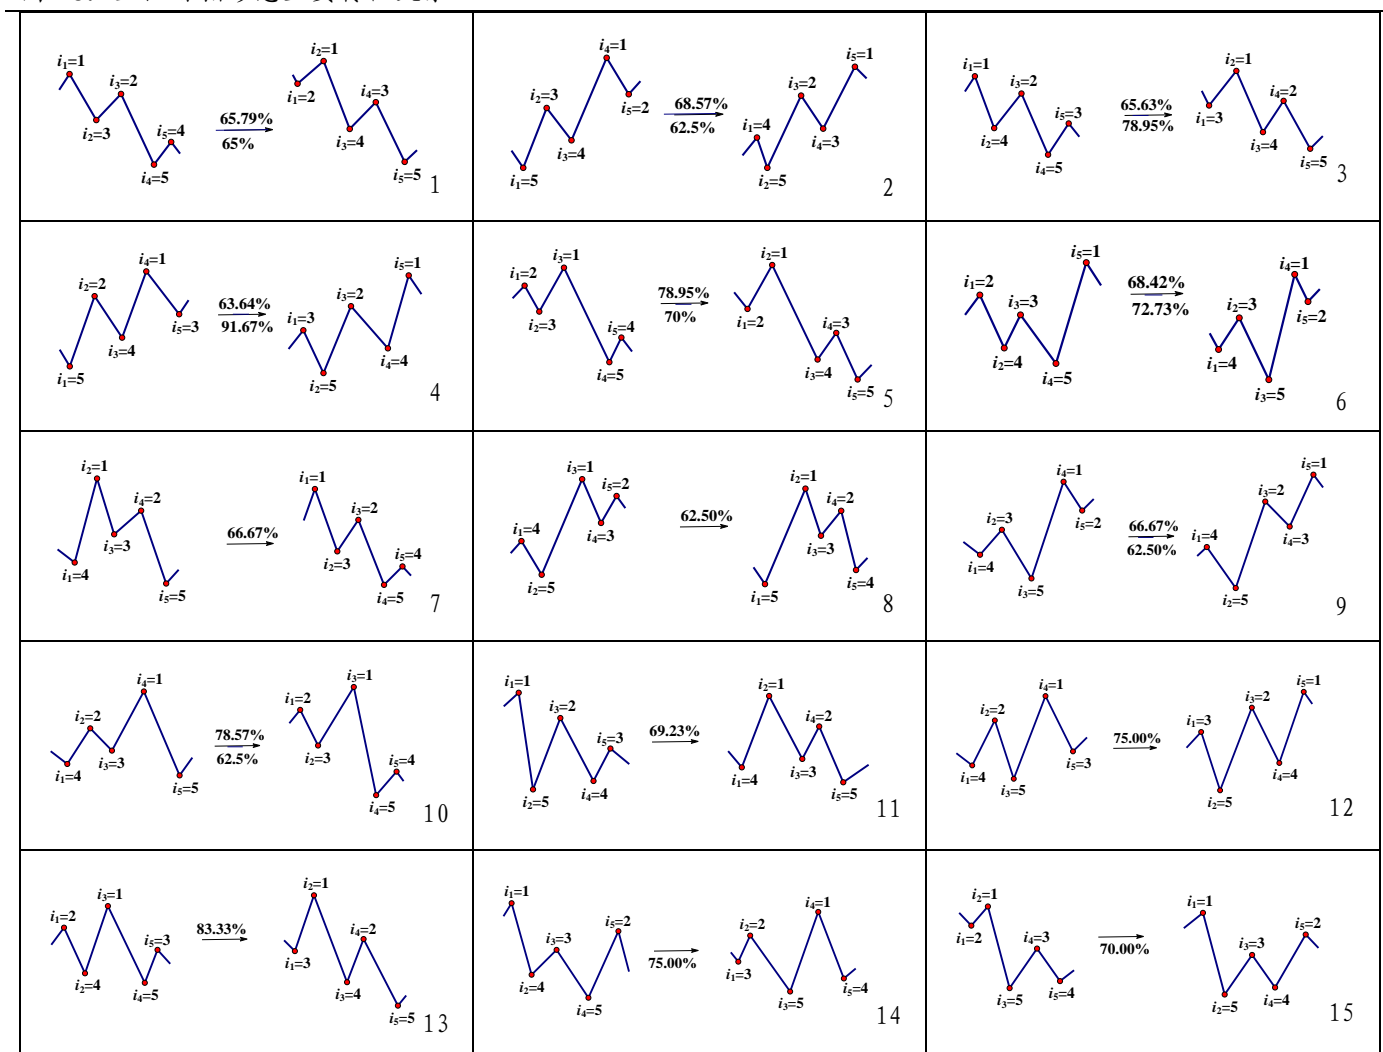 i1=1
i2=3
i3=2
i4=5
i5=4
65.79%
65%
i1=2
i2=1
i3=4
i4=3
i5=5
1
i1=5
i2=3
i3=4
i4=1
i5=2
68.57%
62.5%
i1=4
i2=5
i3=2
i4=3
i5=1
2
i1=1
i2=4
i3=2
i4=5
i5=3
65.63%
78.95%
i1=3
i2=1
i3=4
i4=2
i5=5
3
i1=5
i2=2
i3=4
i4=1
i5=3
63.64%
91.67%
i1=3
i2=5
i3=2
i4=4
i5=1
4
i1=2
i2=3
i3=1
i4=5
i5=4
78.95%
70%
i1=2
i2=1
i3=4
i4=3
i5=5
5
i1=2
i2=4
i3=3
i4=5
i5=1
68.42%
72.73%
i1=4
i2=3
i3=5
i4=1
i5=2
6
i1=4
i2=1
i3=3
i4=2
i5=5
66.67%
i1=1
i2=3
i3=2
i4=5
i5=4
7
i1=4
i2=5
i3=1
i4=3
i5=2
62.50%
i1=5
i2=1
i3=3
i4=2
i5=4
8
i1=4
i2=3
i3=5
i4=1
i5=2
66.67%
62.50%
i1=4
i2=5
i3=2
i4=3
i5=1
9
i1=4
i2=2
i3=3
i4=1
i5=5
78.57%
62.5%
i1=2
i2=3
i3=1
i4=5
i5=4
10
i1=1
i2=5
i3=2
i4=4
i5=3
69.23%
i1=4
i2=1
i3=3
i4=2
i5=5
11
i1=4
i2=2
i3=5
i4=1
i5=3
75.00%
i1=3
i2=5
i3=2
i4=4
i5=1
12
i1=2
i2=4
i3=1
i4=5
i5=3
83.33%
i1=3
i2=1
i3=4
i4=2
i5=5
13
i1=1
i2=4
i3=3
i4=5
i5=2
75.00%
i1=3
i2=2
i3=5
i4=1
i5=4
14
i1=2
i2=1
i3=5
i4=3
i5=4
70.00%
i1=1
i2=5
i3=3
i4=4
i5=2
15